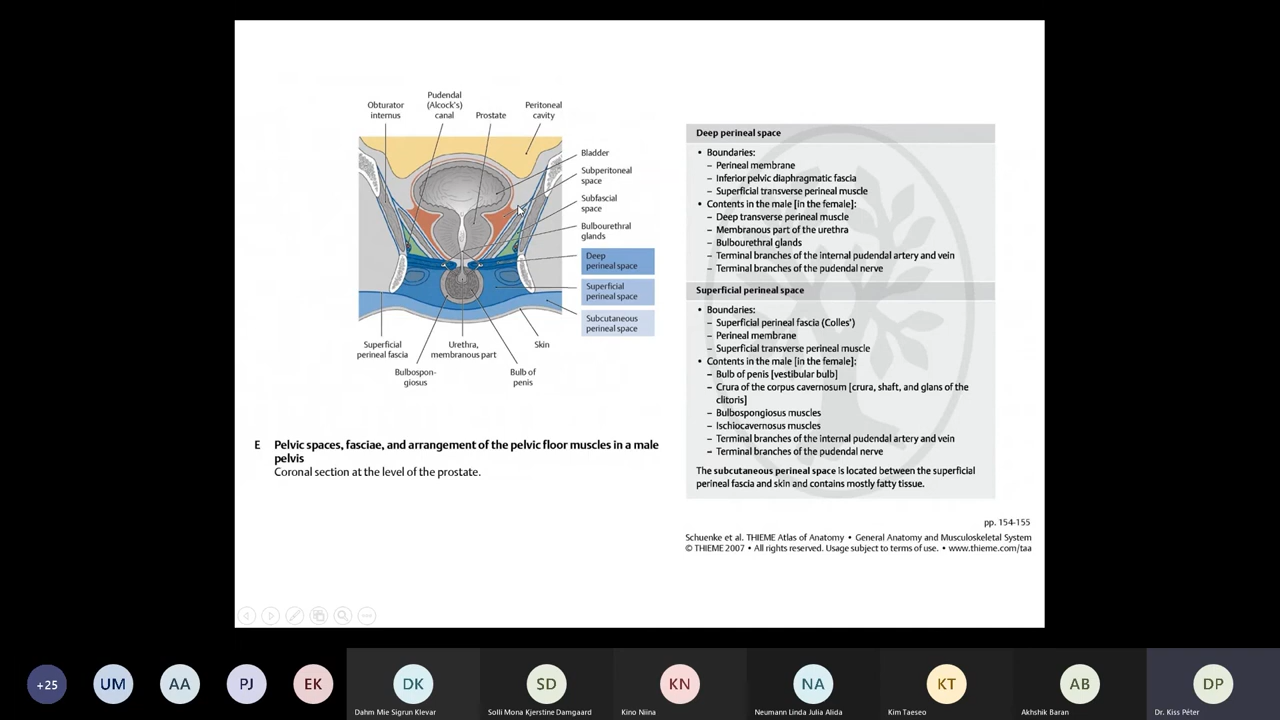 Obturator
internus
Pudendal
(Alcock's)
canal
Prostate
Peritoneal
cavity
Bladder
Subperitoneal
space
Subfascial
space
Bulbourethral
glands
Deep
perineal space
Superficial
perineal space
Subcutaneous
perineal space
Superficial
perineal fascia
Urethra,
membranous part
Skin
Bulbospon-
giosus
Bulb of
penis
E Pelvic spaces, fasciae, and arrangement of the pelvic floor muscles in a male
pelvis
Coronal section at the level of the prostate.
Deep perineal space
• Boundaries:
– Perineal membrane
– Inferior pelvic diaphragmatic fascia
– Superficial transverse perineal muscle
• Contents in the male [in the female]:
– Deep transverse perineal muscle
– Membranous part of the urethra
– Bulbourethral glands
– Terminal branches of the internal pudendal artery and vein
– Terminal branches of the pudendal nerve
Superficial perineal space
• Boundaries:
– Superficial perineal fascia (Colles')
– Perineal membrane
– Superficial transverse perineal muscle
• Contents in the male [in the female]:
– Bulb of penis [vestibular bulb]
– Crura of the corpus cavernosum [crura, shaft, and glans of the
clitoris]
– Bulbospongiosus muscles
– Ischiocavernosus muscles
– Terminal branches of the internal pudendal artery and vein
– Terminal branches of the pudendal nerve
The subcutaneous perineal space is located between the superficial
perineal fascia and skin and contains mostly fatty tissue.
pp. 154-155
Schuenke et al. THIEME Atlas of Anatomy • General Anatomy and Musculoskeletal System
© THIEME 2007 • All rights reserved. Usage subject to terms of use. • www.thieme.com/taa
+25
UM
AA
PJ
EK
DK
SD
KN
NA
KT
AB
DP
Dahm Mie Sigrun Klevar
Solli Mona Kjerstine Damgaard
Kino Niina
Neumann Linda Julia Alida
Kim Taeseo
Akhshik Baran
Dr. Kiss Péter